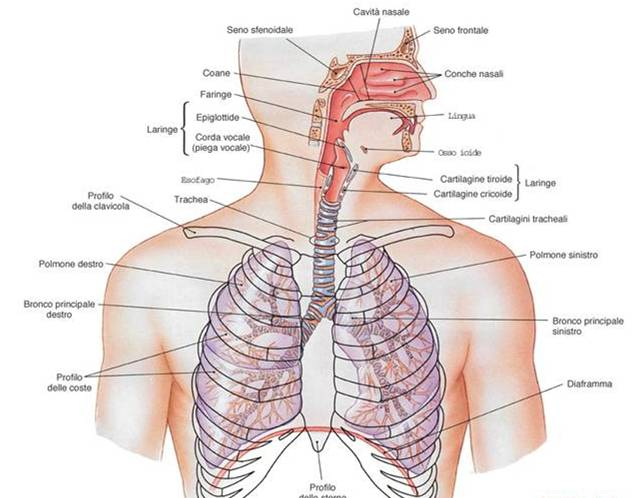 Cavità nasale
Seno sfenoidale
Seno frontale
Coane
Conche nasali
Faringe
Epiglottide
Lingua
Laringe
Corda vocale
(piega vocale)
Osso ioide
Esofago
Cartilagine tiroide
Laringe
Cartilagine cricoide
Profilo
della clavicola
Trachea
Cartilagini tracheali
Polmone destro
Polmone sinistro
Bronco principale
destro
Bronco principale
sinistro
Profilo
delle coste
Diaframma
Profilo
dello sterno